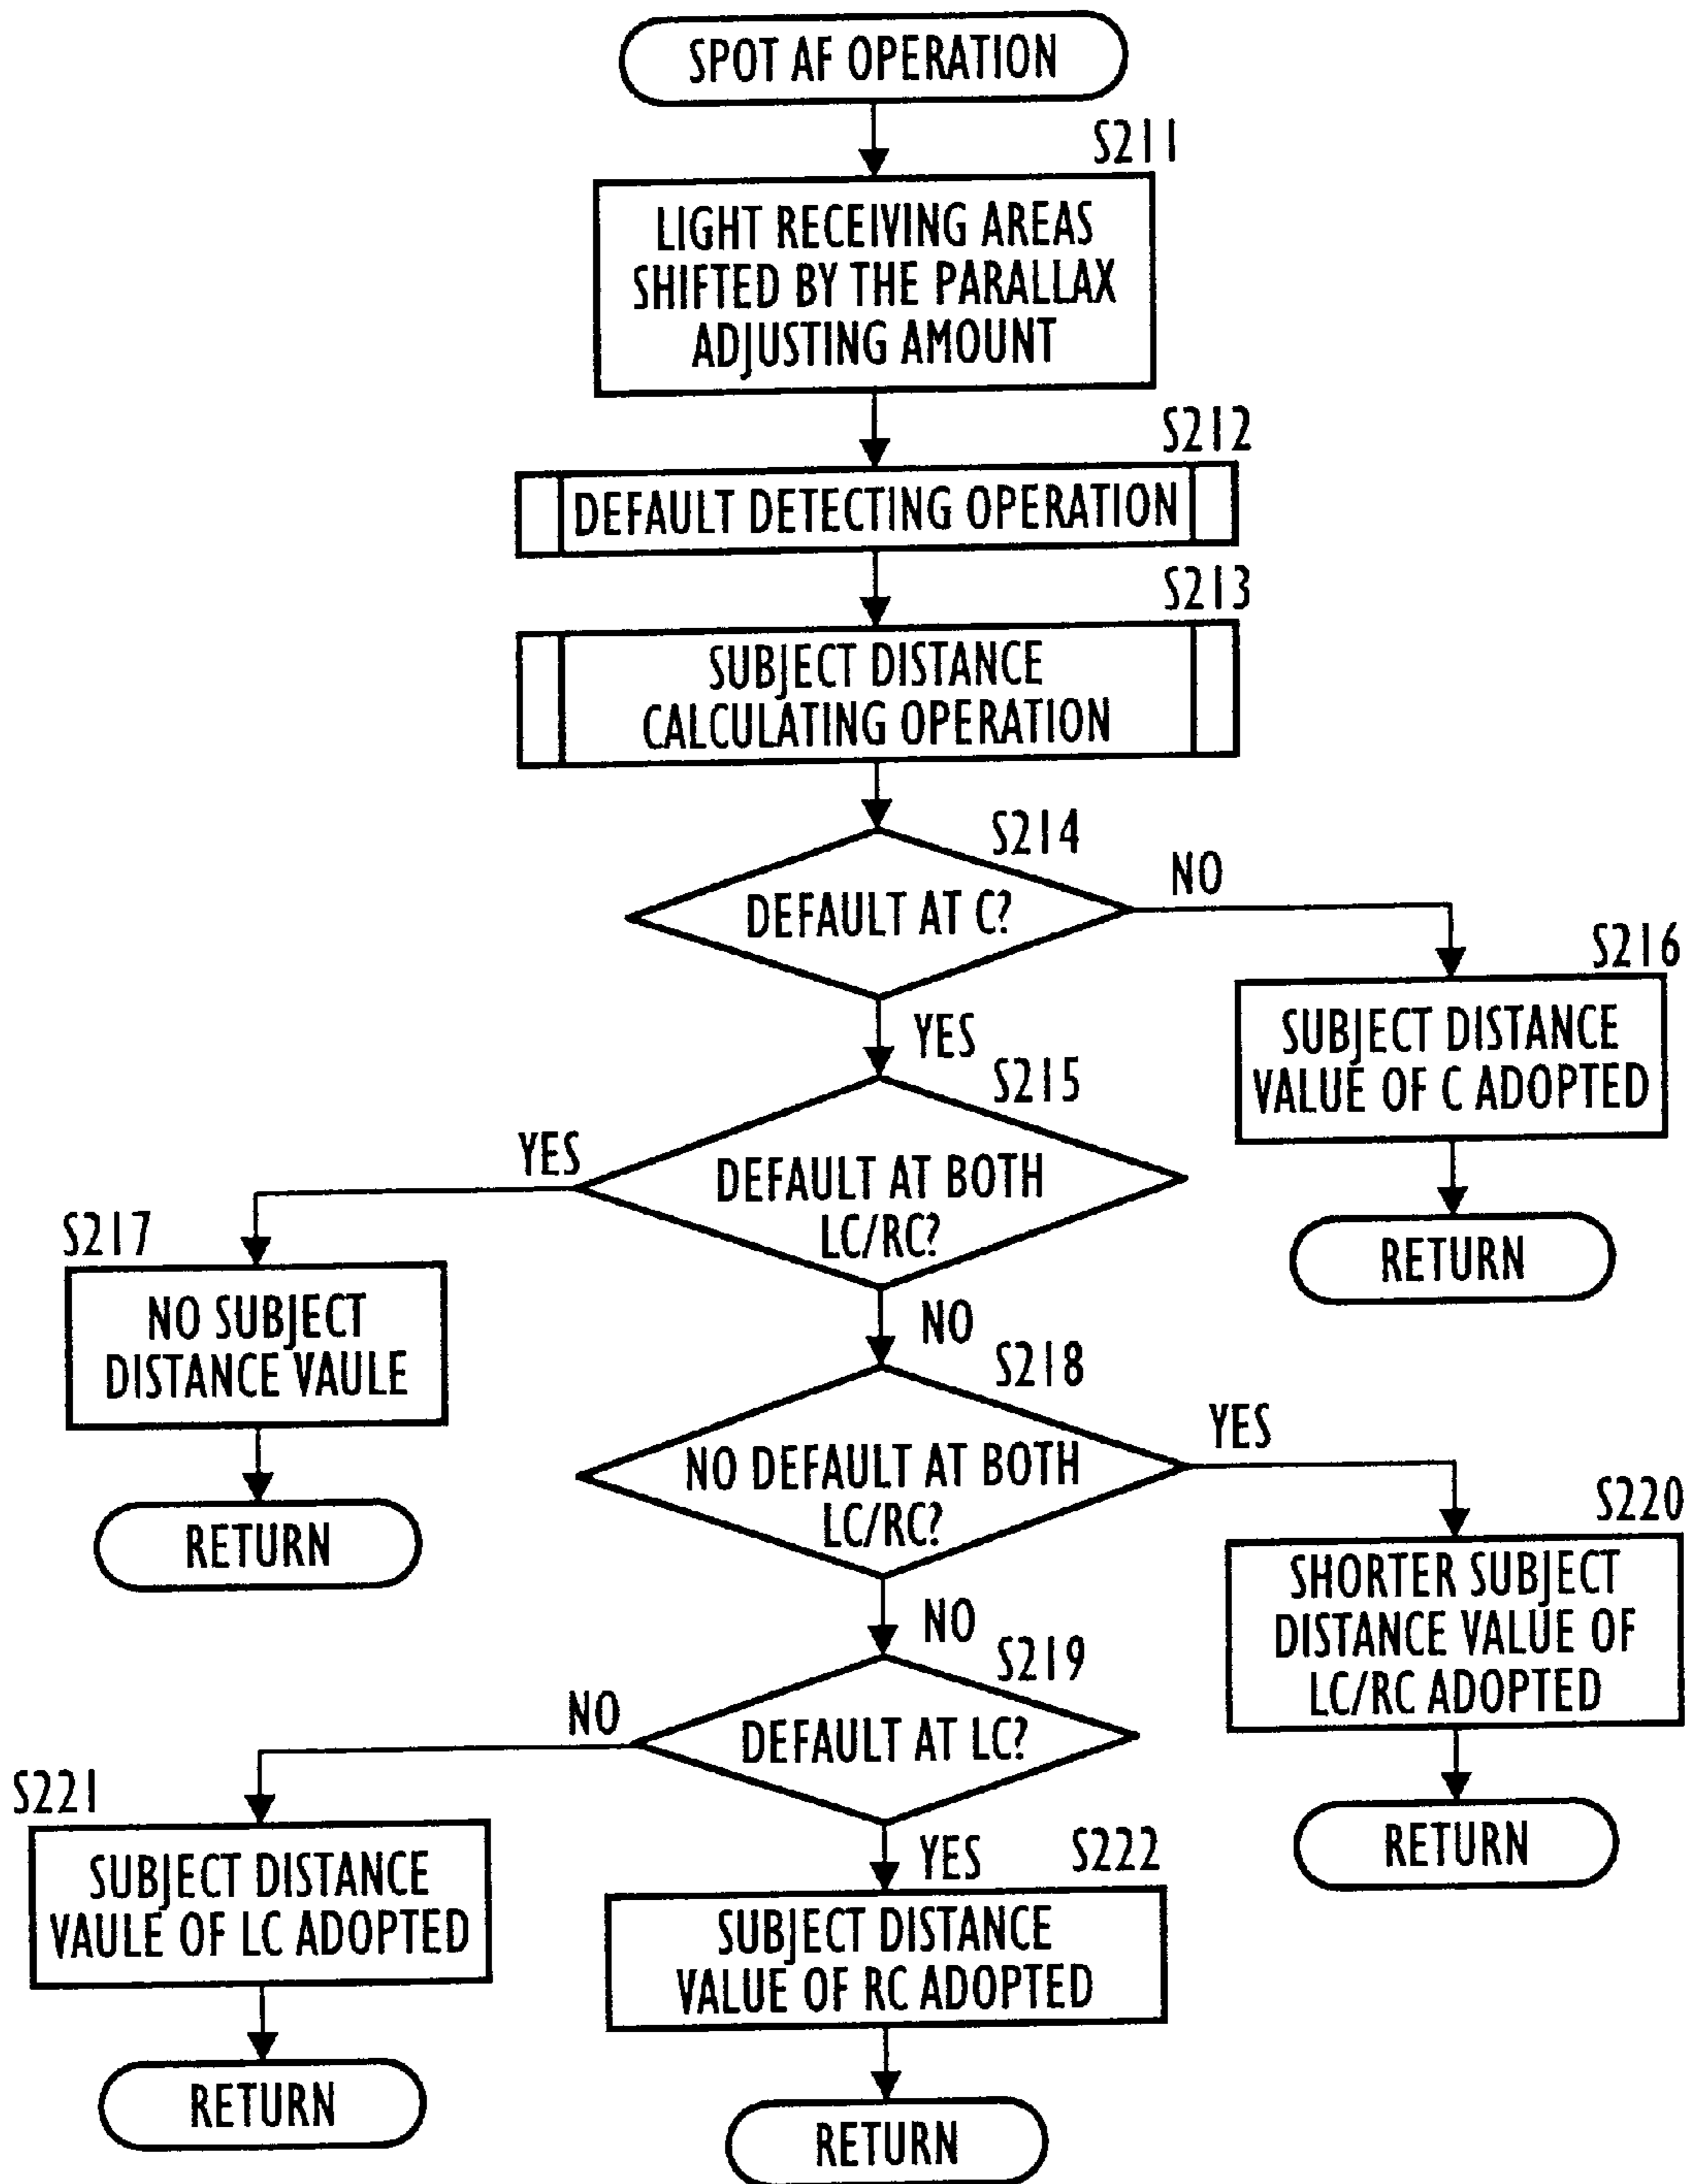 SPOT AF OPERATION
S211
LIGHT RECEIVING AREAS
SHIFTED BY THE PARALLAX
ADJUSTING AMOUNT
S212
DEFAULT DETECTING OPERATION
S213
SUBJECT DISTANCE
CALCULATING OPERATION
S214
DEFAULT AT C?
NO
S216
SUBJECT DISTANCE
VALUE OF C ADOPTED
RETURN
YES
S215
DEFAULT AT BOTH
LC/RC?
YES
S217
NO SUBJECT
DISTANCE VAULE
RETURN
NO
S218
NO DEFAULT AT BOTH
LC/RC?
YES
S220
SHORTER SUBJECT
DISTANCE VALUE OF
LC/RC ADOPTED
RETURN
NO
S219
DEFAULT AT LC?
NO
S221
SUBJECT DISTANCE
VAULE OF LC ADOPTED
RETURN
YES
S222
SUBJECT DISTANCE
VALUE OF RC ADOPTED
RETURN